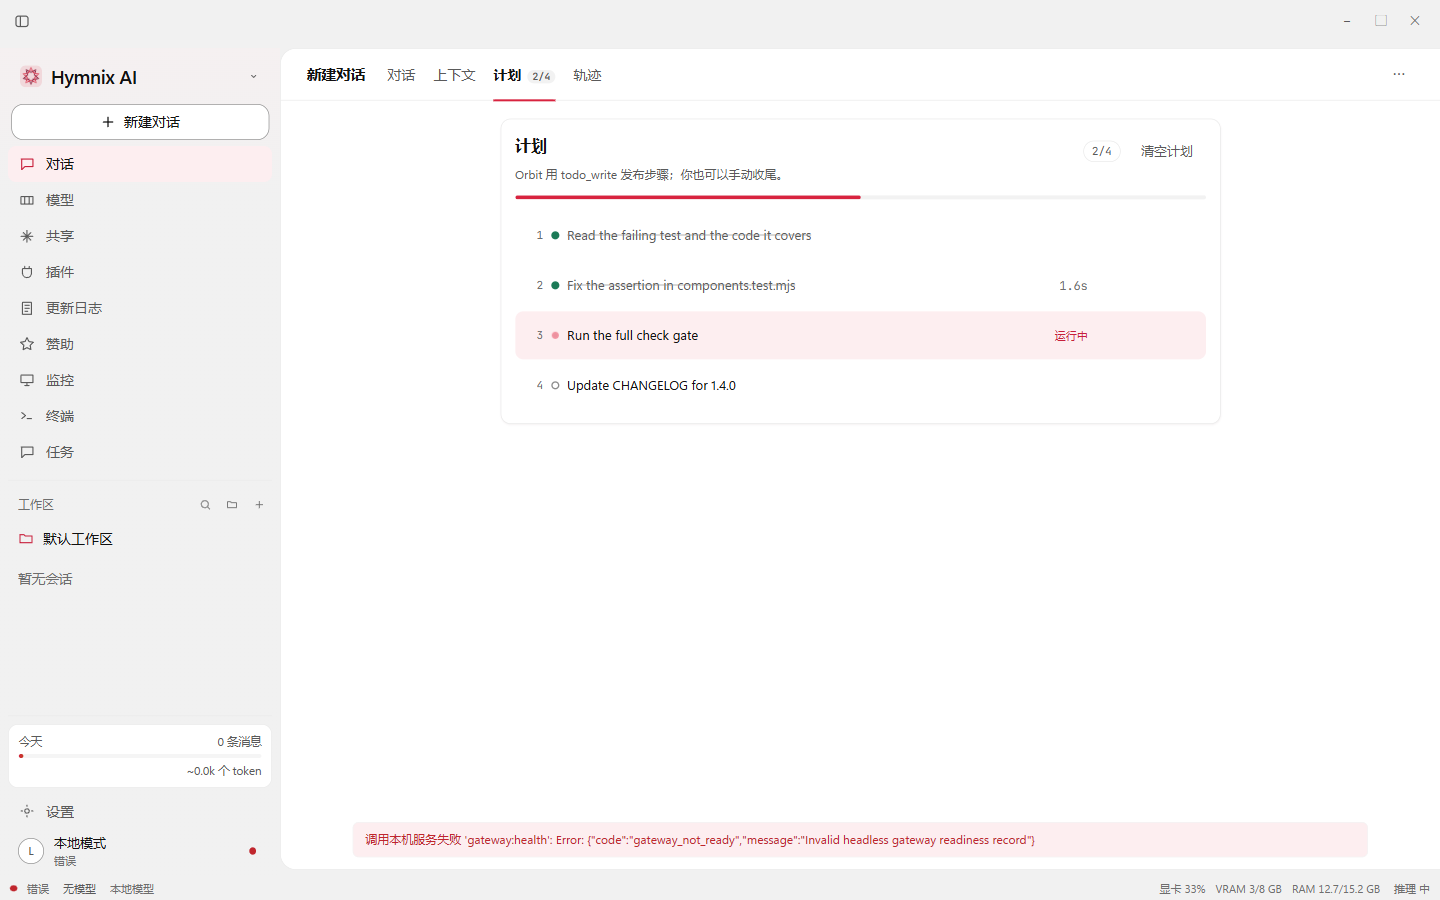 Hymnix AI
新建对话
对话
模型
共享
插件
更新日志
赞助
监控
终端
任务
工作区
默认工作区
暂无会话
今天 0 条消息
~0.0k 个 token
设置
L 本地模式
错误
新建对话 对话 上下文 计划 2/4 轨迹
计划
2/4 清空计划
Orbit 用 todo_write 发布步骤；你也可以手动收尾。
1 Read the failing test and the code it covers
2 Fix the assertion in components.test.mjs 1.6s
3 Run the full check gate 运行中
4 Update CHANGELOG for 1.4.0
调用本机服务失败 'gateway:health': Error: {"code":"gateway_not_ready","message":"Invalid headless gateway readiness record"}
错误 无模型 本地模型 显卡 33% VRAM 3/8 GB RAM 12.7/15.2 GB 推理 中